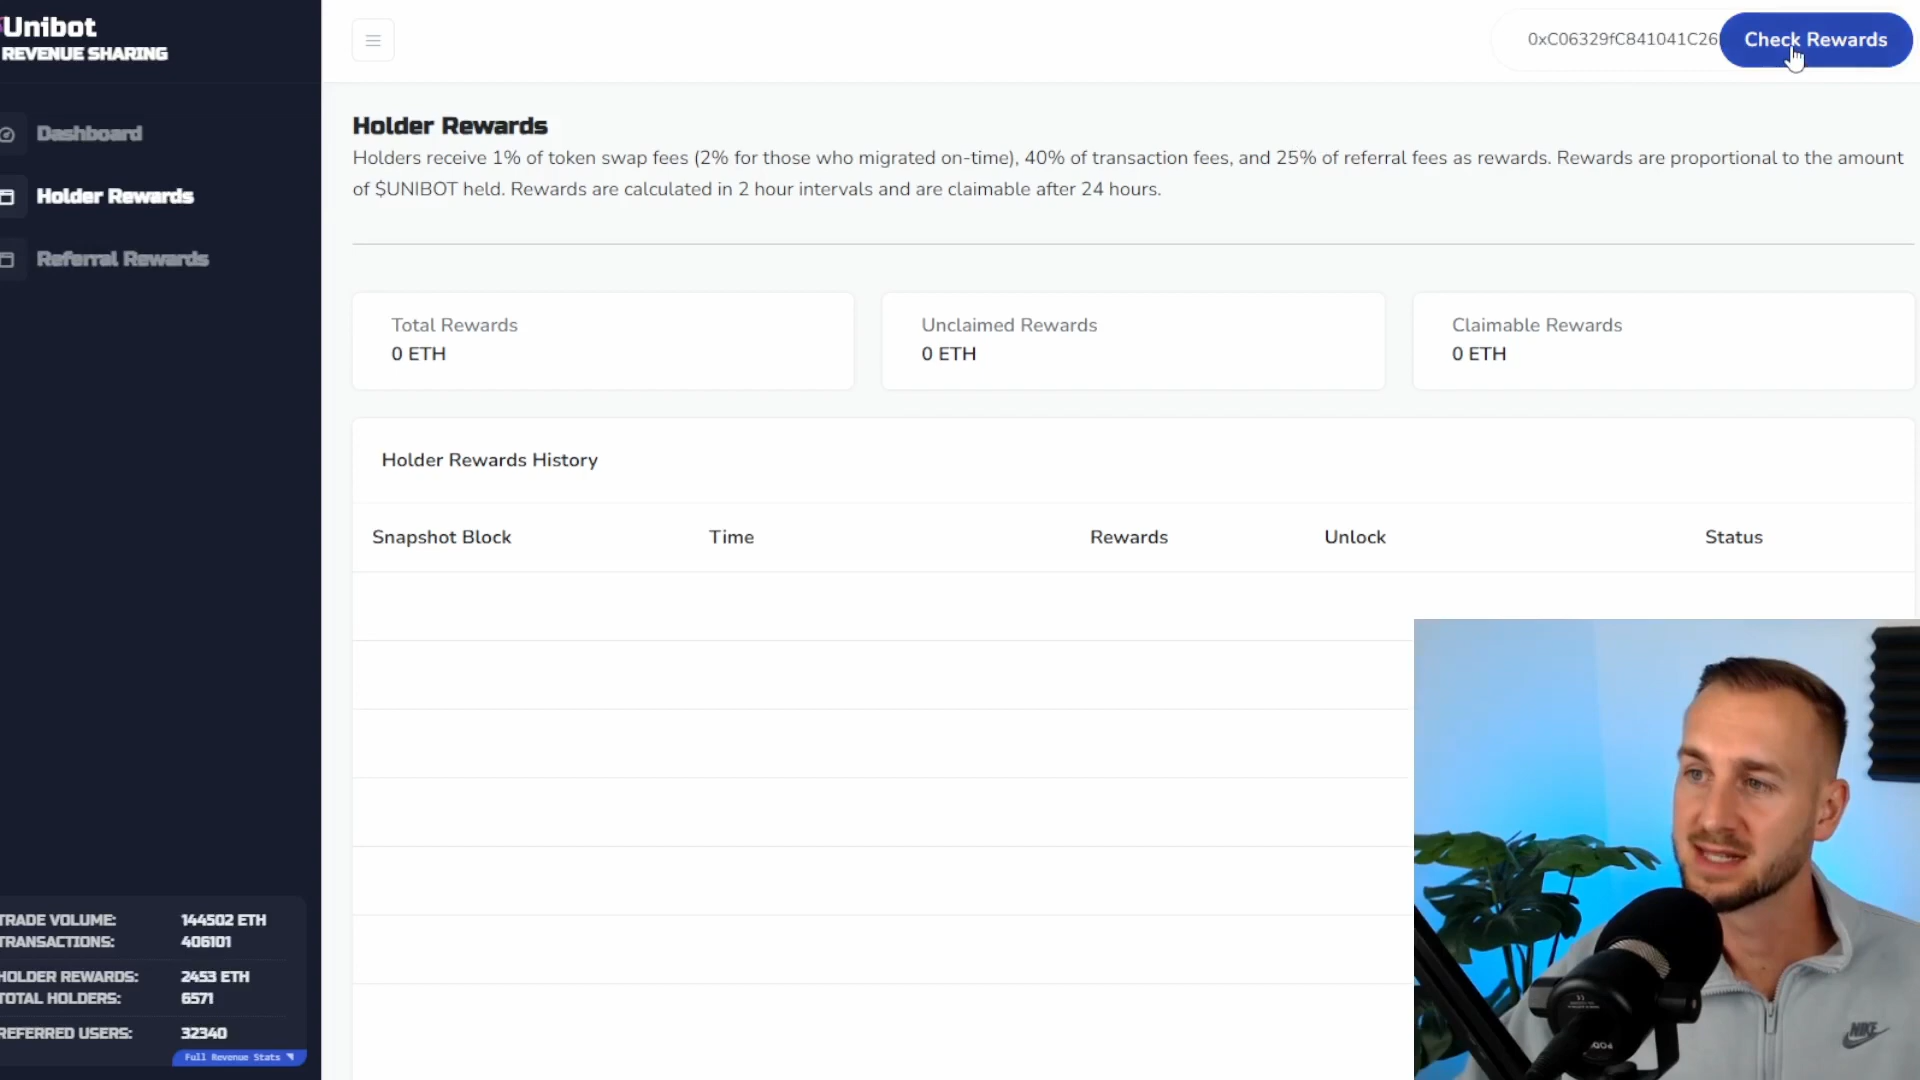 Unibot
REVENUE SHARING
Dashboard
Holder Rewards
Referral Rewards
TRADE VOLUME: 144502 ETH
TRANSACTIONS: 406101
HOLDER REWARDS: 2453 ETH
TOTAL HOLDERS: 6571
REFERRED USERS: 32340
Full Revenue Stats
0xC06329fC841041C26
Check Rewards
Holder Rewards
Holders receive 1% of token swap fees (2% for those who migrated on-time), 40% of transaction fees, and 25% of referral fees as rewards. Rewards are proportional to the amount
of $UNIBOT held. Rewards are calculated in 2 hour intervals and are claimable after 24 hours.
Total Rewards
0 ETH
Unclaimed Rewards
0 ETH
Claimable Rewards
0 ETH
Holder Rewards History
Snapshot Block Time Rewards Unlock Status
NIKE